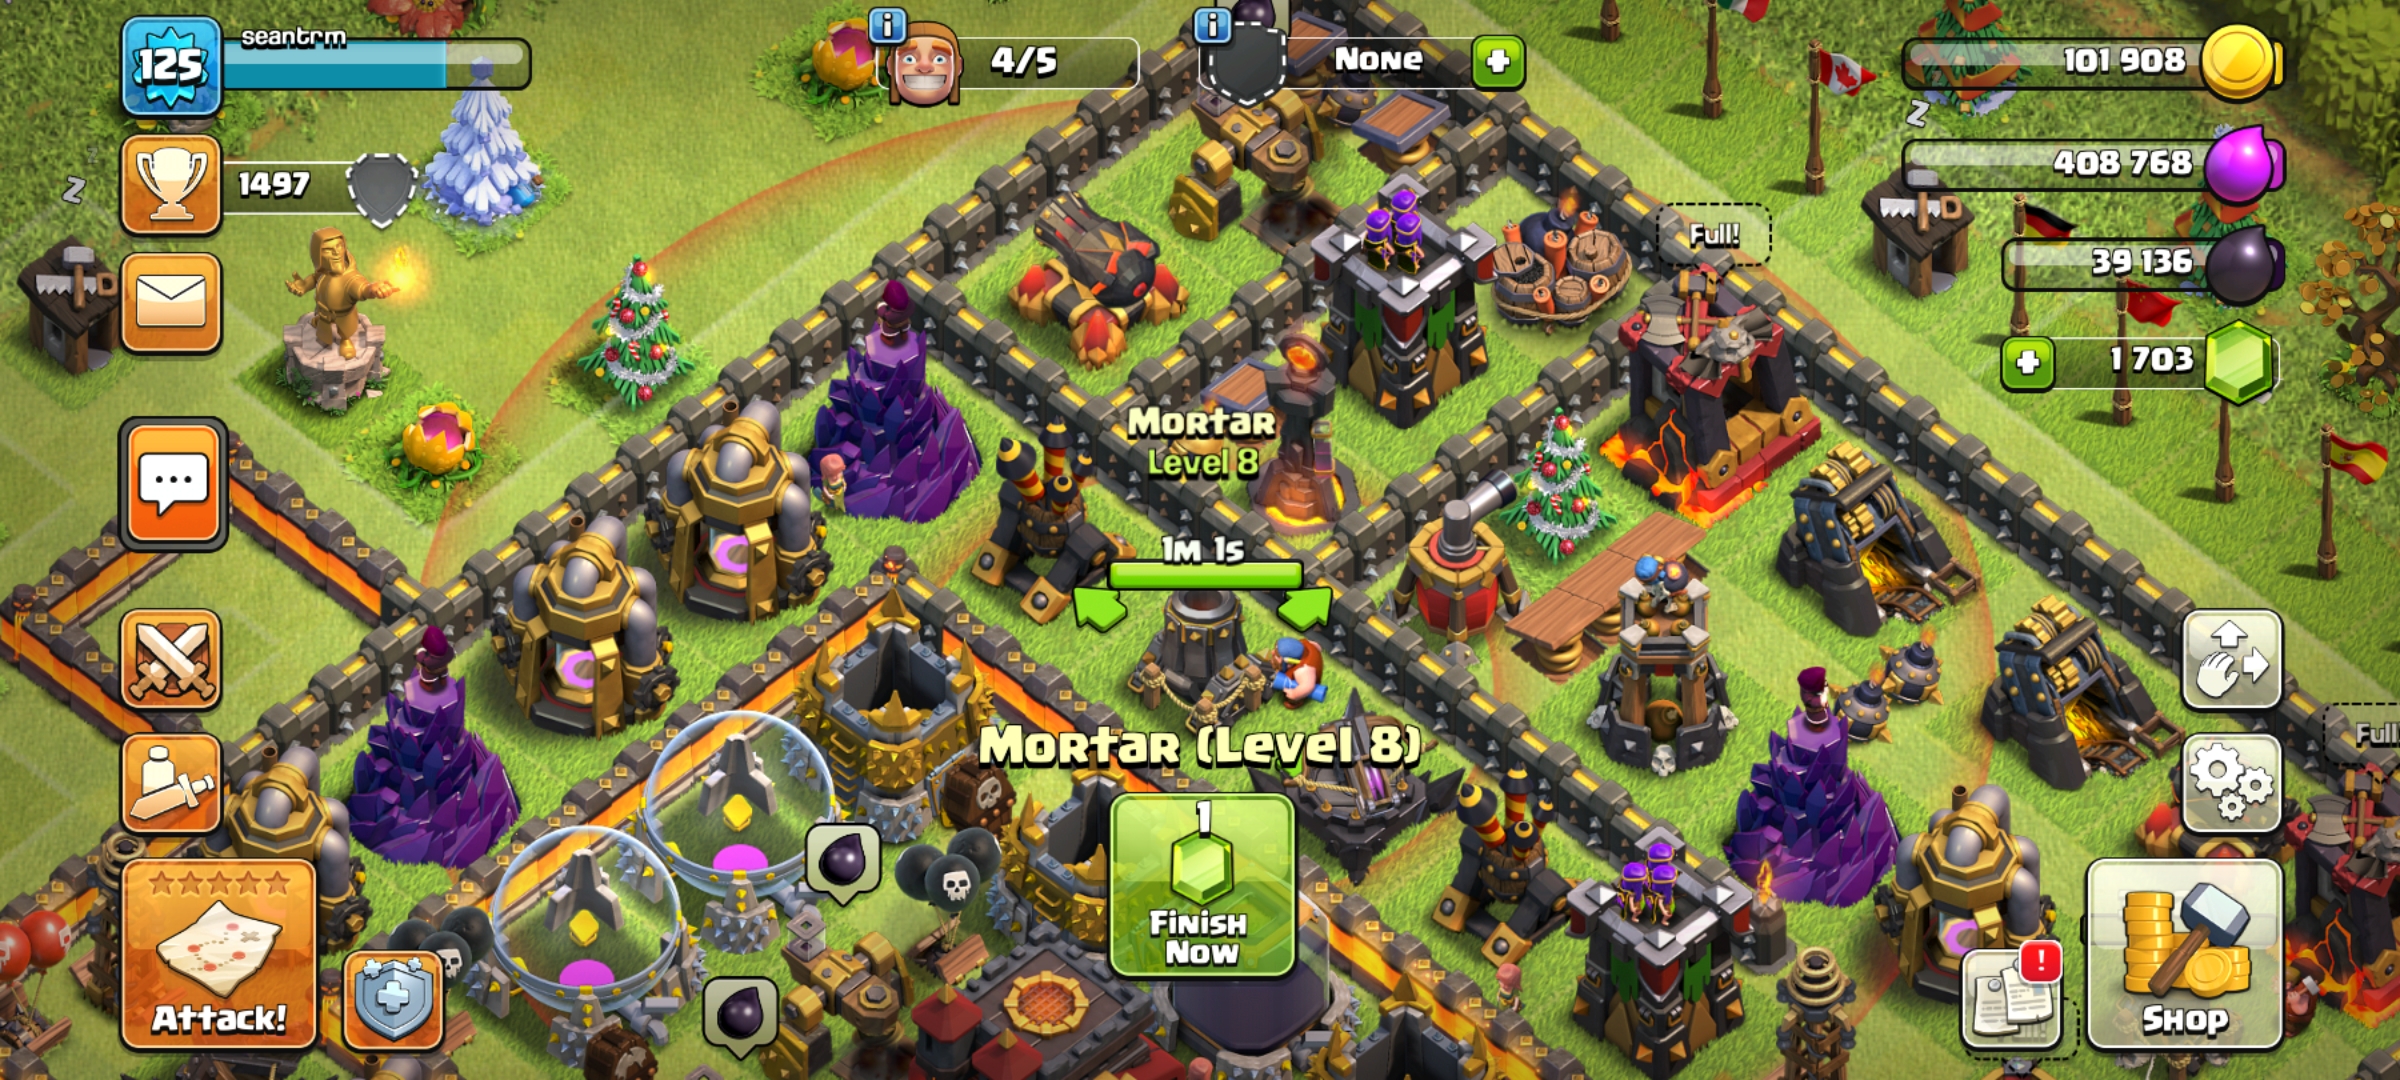 125
seantrm
4/5
None
101 908
1497
408 768
Full!
39 136
1 703
Mortar
Level 8
1M 1s
Full
Mortar (Level 8)
1
Finish
Now
!
Attack!
Shop